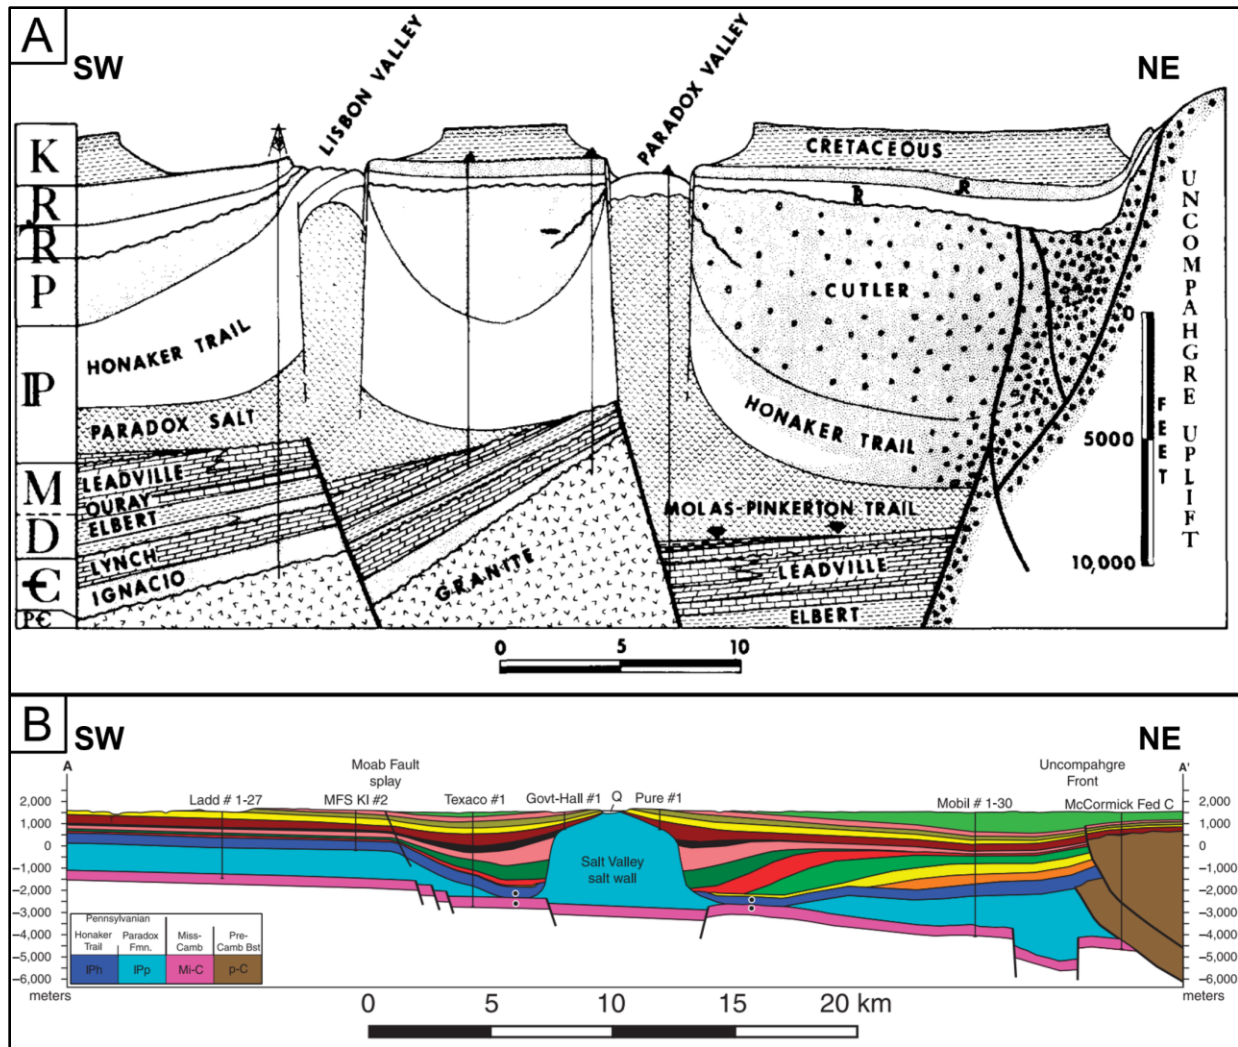 A
SW
NE
LISBON VALLEY
PARADOX VALLEY
K
R
R
P
IP
M
D
Є
PЄ
CRETACEOUS
R
R
UNCOMPAHGRE UPLIFT
CUTLER
HONAKER TRAIL
HONAKER TRAIL
PARADOX SALT
LEADVILLE
OURAY
ELBERT
LYNCH
IGNACIO
GRANITE
MOLAS-PINKERTON TRAIL
LEADVILLE
ELBERT
0
5000
10,000
FEET
0 5 10
B
SW
NE
A
A'
Moab Fault
splay
Uncompahgre
Front
Ladd # 1-27
MFS KI #2
Texaco #1
Govt-Hall #1
Q
Pure #1
Mobil # 1-30
McCormick Fed C
2,000
1,000
0
−1,000
−2,000
−3,000
−4,000
−5,000
−6,000
meters
2,000
1,000
0
−1,000
−2,000
−3,000
−4,000
−5,000
−6,000
meters
Salt Valley
salt wall
Pennsylvanian
Honaker Trail
Paradox Fmn.
Miss-Camb
Pre-Camb Bst
IPh
IPp
Mi-C
p-C
0 5 10 15 20 km